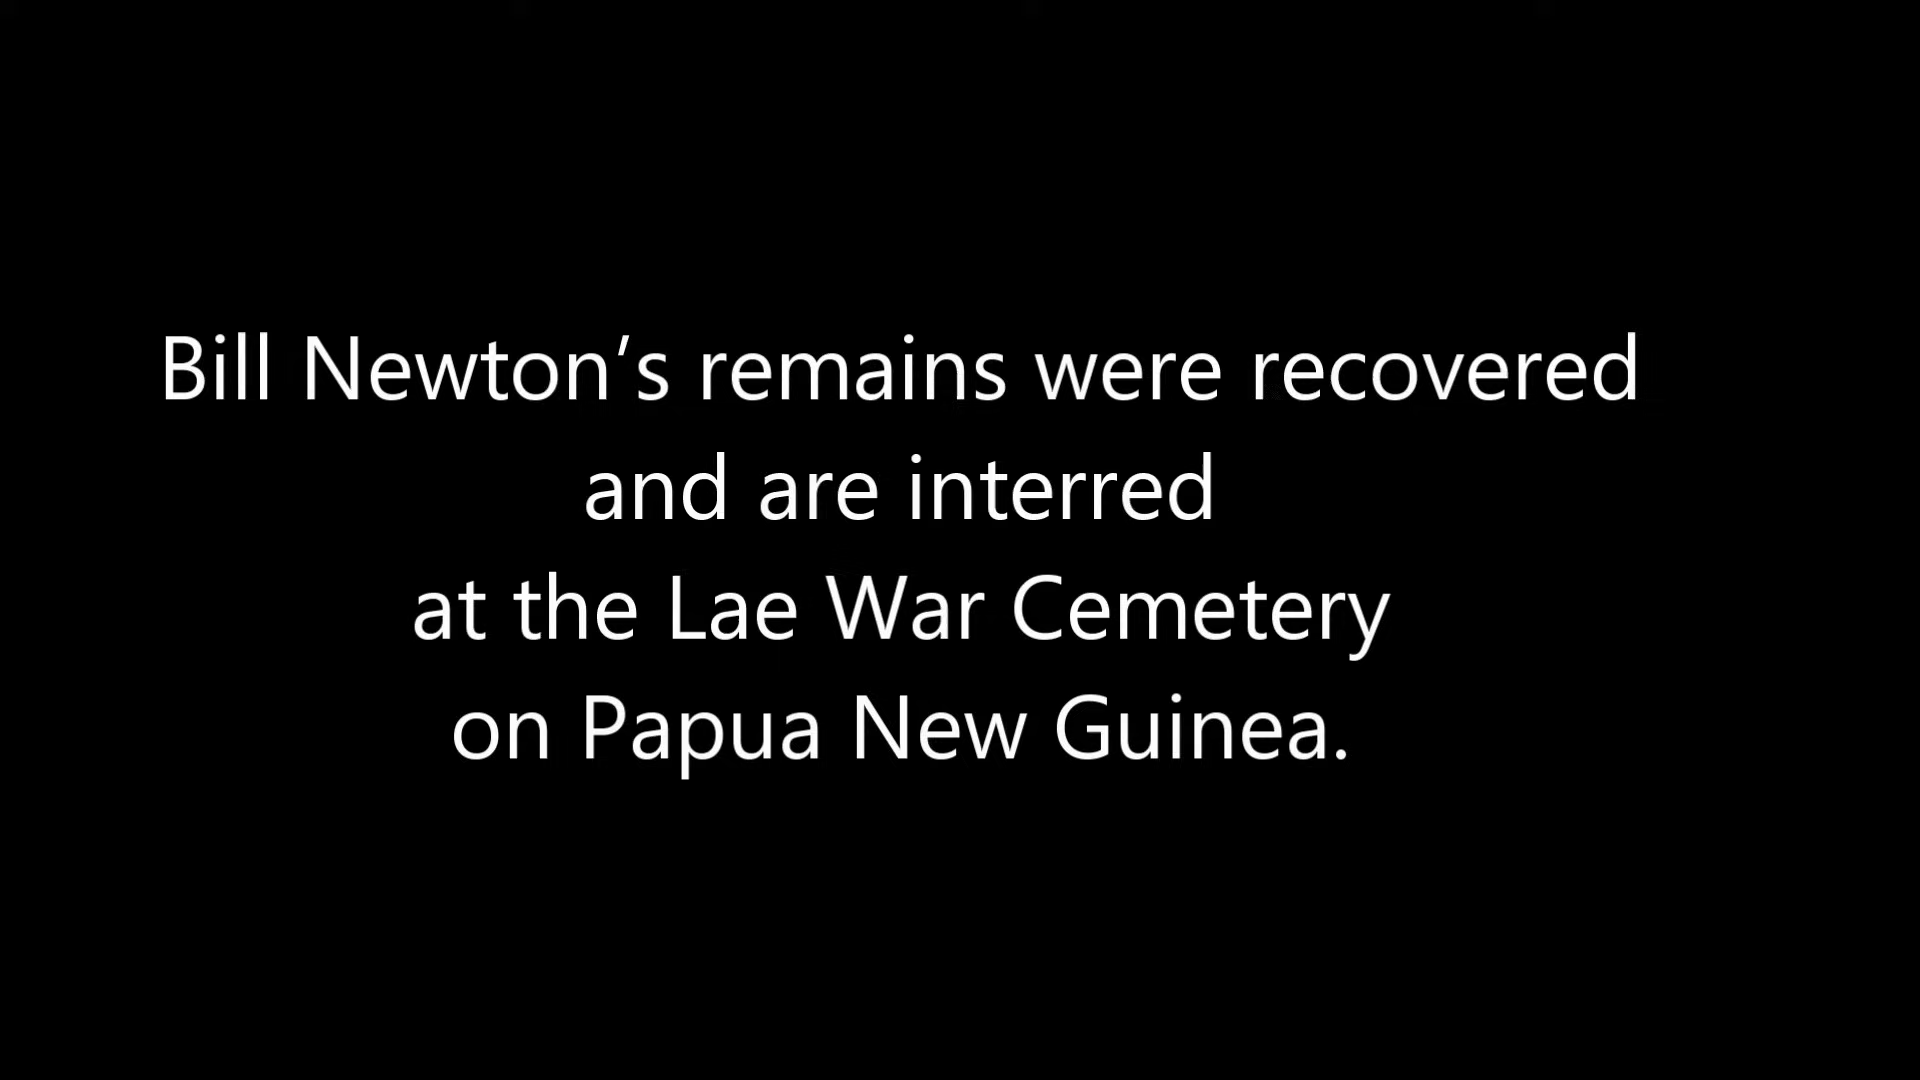 Bill Newton’s remains were recovered
and are interred
at the Lae War Cemetery
on Papua New Guinea.